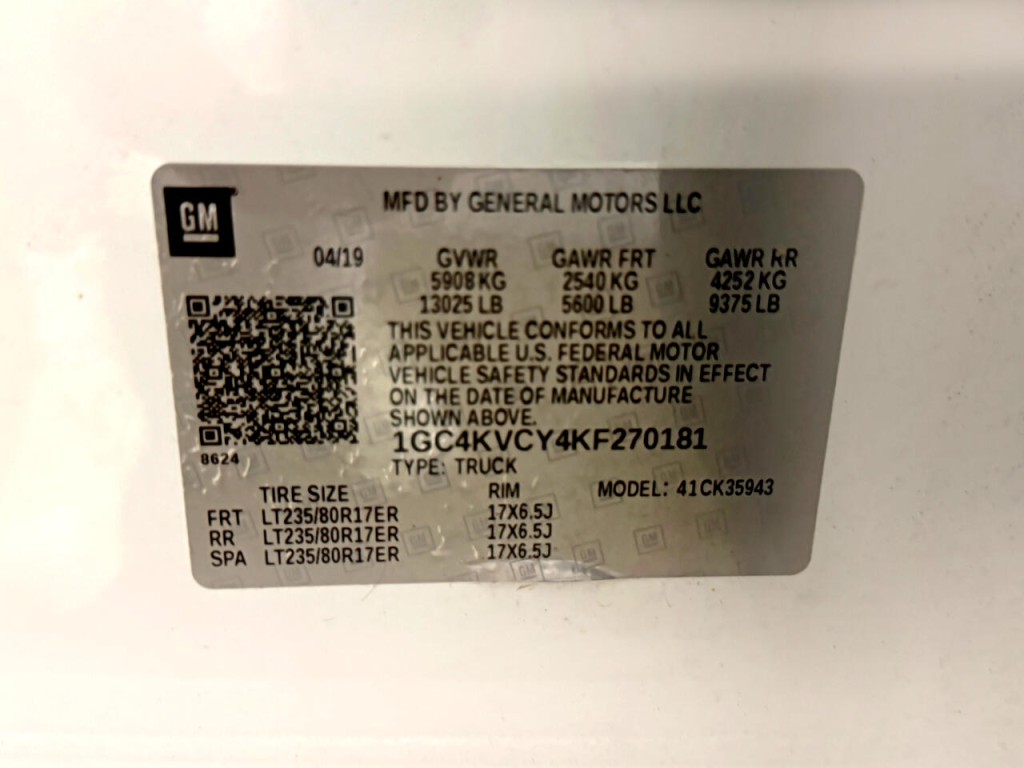 GM
MFD BY GENERAL MOTORS LLC
04/19 GVWR GAWR FRT GAWR RR
5908 KG 2540 KG 4252 KG
13025 LB 5600 LB 9375 LB
THIS VEHICLE CONFORMS TO ALL
APPLICABLE U.S. FEDERAL MOTOR
VEHICLE SAFETY STANDARDS IN EFFECT
ON THE DATE OF MANUFACTURE
SHOWN ABOVE.
8624
1GC4KVCY4KF270181
TYPE: TRUCK
TIRE SIZE RIM MODEL: 41CK35943
FRT LT235/80R17ER 17X6.5J
RR LT235/80R17ER 17X6.5J
SPA LT235/80R17ER 17X6.5J